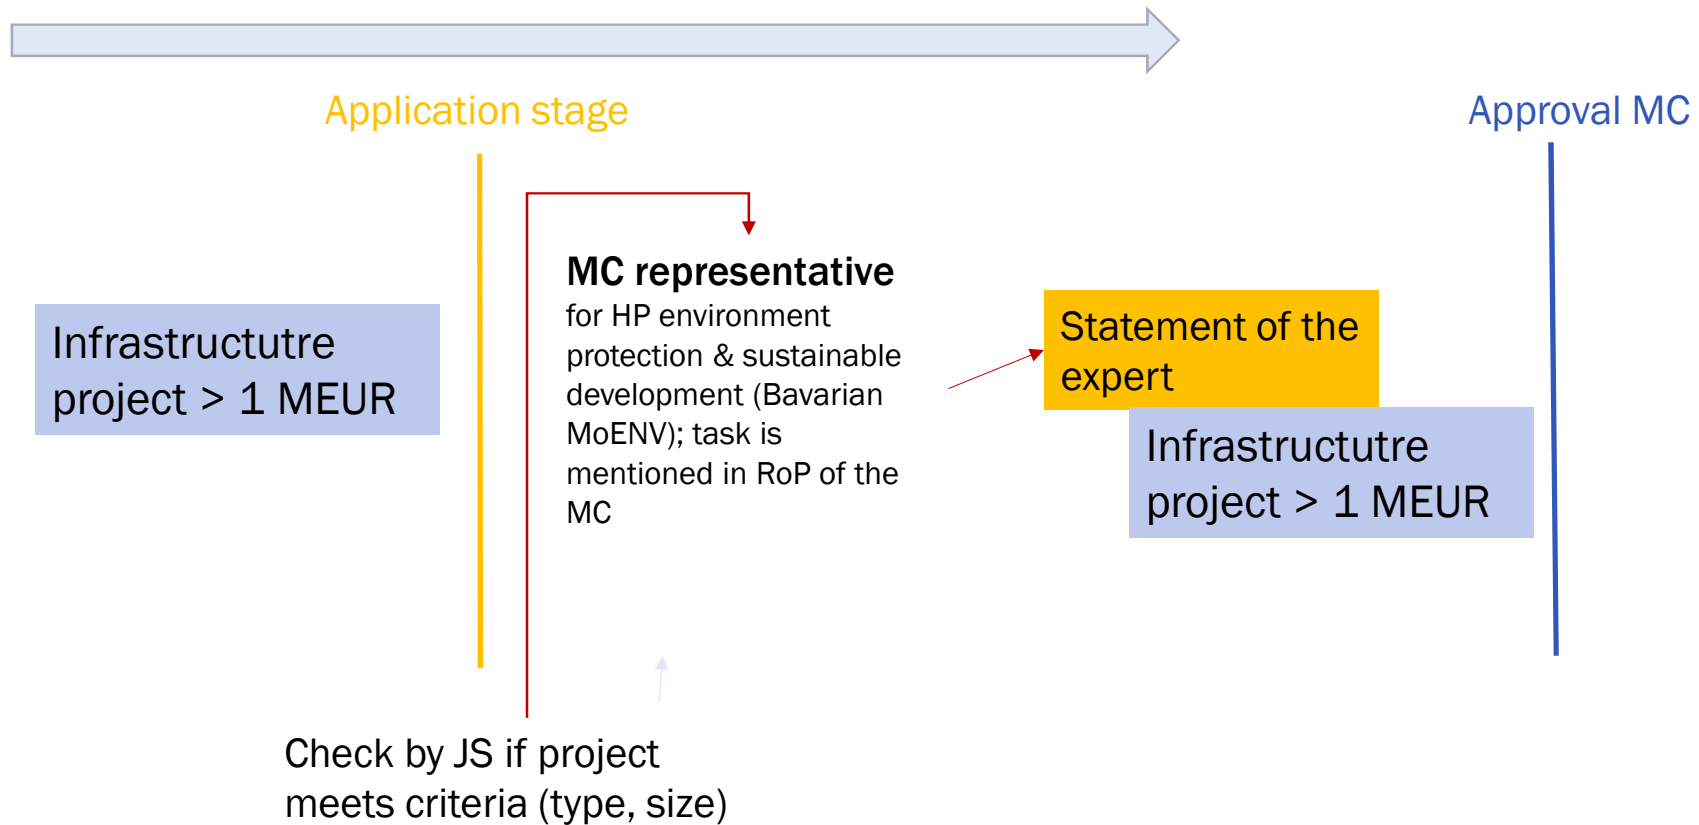 Application stage
Approval MC
Infrastructutre
project > 1 MEUR
MC representative
for HP environment
protection & sustainable
development (Bavarian
MoENV); task is
mentioned in RoP of the
MC
Statement of the
expert
Infrastructutre
project > 1 MEUR
Check by JS if project
meets criteria (type, size)